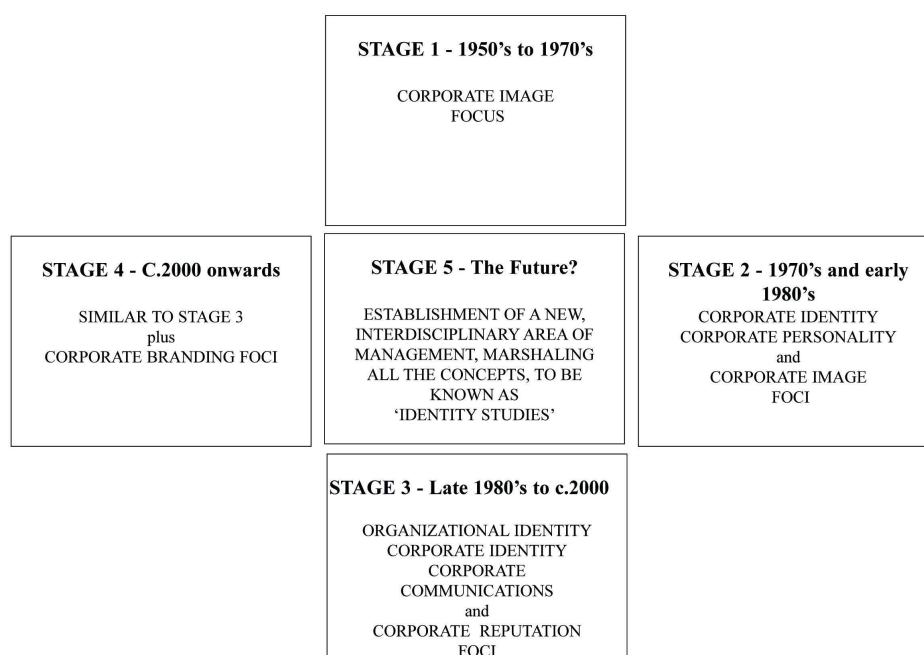 STAGE 1 - 1950's to 1970's
CORPORATE IMAGE
FOCUS
STAGE 4 - C.2000 onwards
SIMILAR TO STAGE 3
plus
CORPORATE BRANDING FOCI
STAGE 5 - The Future?
ESTABLISHMENT OF A NEW,
INTERDISCIPLINARY AREA OF
MANAGEMENT, MARSHALING
ALL THE CONCEPTS, TO BE
KNOWN AS
‘IDENTITY STUDIES’
STAGE 2 - 1970's and early
1980's
CORPORATE IDENTITY
CORPORATE PERSONALITY
and
CORPORATE IMAGE
FOCI
STAGE 3 - Late 1980's to c.2000
ORGANIZATIONAL IDENTITY
CORPORATE IDENTITY
CORPORATE
COMMUNICATIONS
and
CORPORATE REPUTATION
FOCI